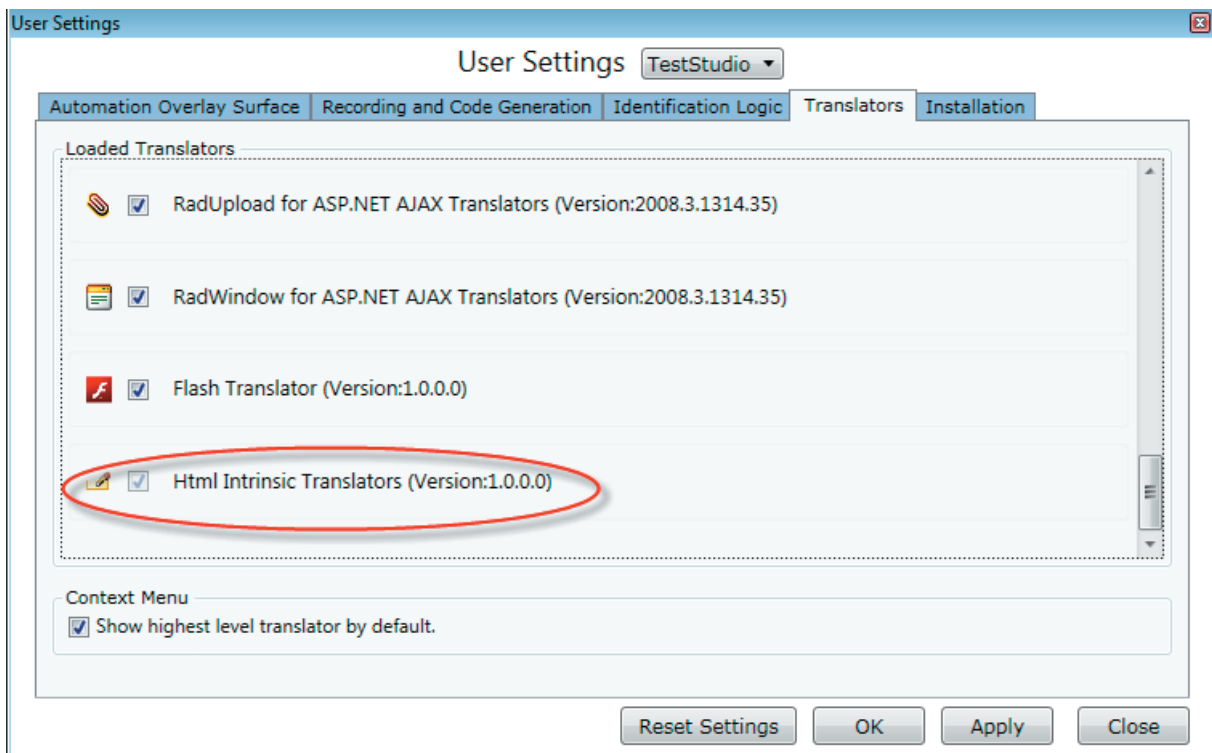 User Settings
User Settings TestStudio
Automation Overlay Surface Recording and Code Generation Identification Logic Translators Installation
Loaded Translators
RadUpload for ASP.NET AJAX Translators (Version:2008.3.1314.35)
RadWindow for ASP.NET AJAX Translators (Version:2008.3.1314.35)
Flash Translator (Version:1.0.0.0)
Html Intrinsic Translators (Version:1.0.0.0)
Context Menu
Show highest level translator by default.
Reset Settings OK Apply Close